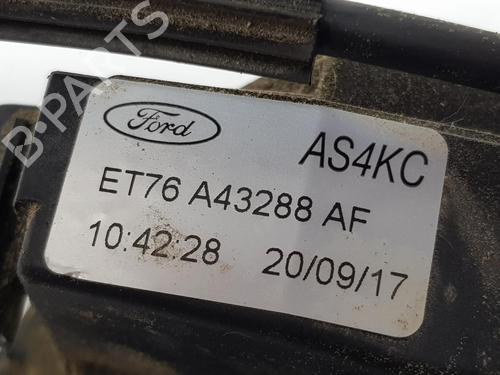 B-PARTS
Ford
AS4KC
ET76 A43288 AF
10:42:28 20/09/17